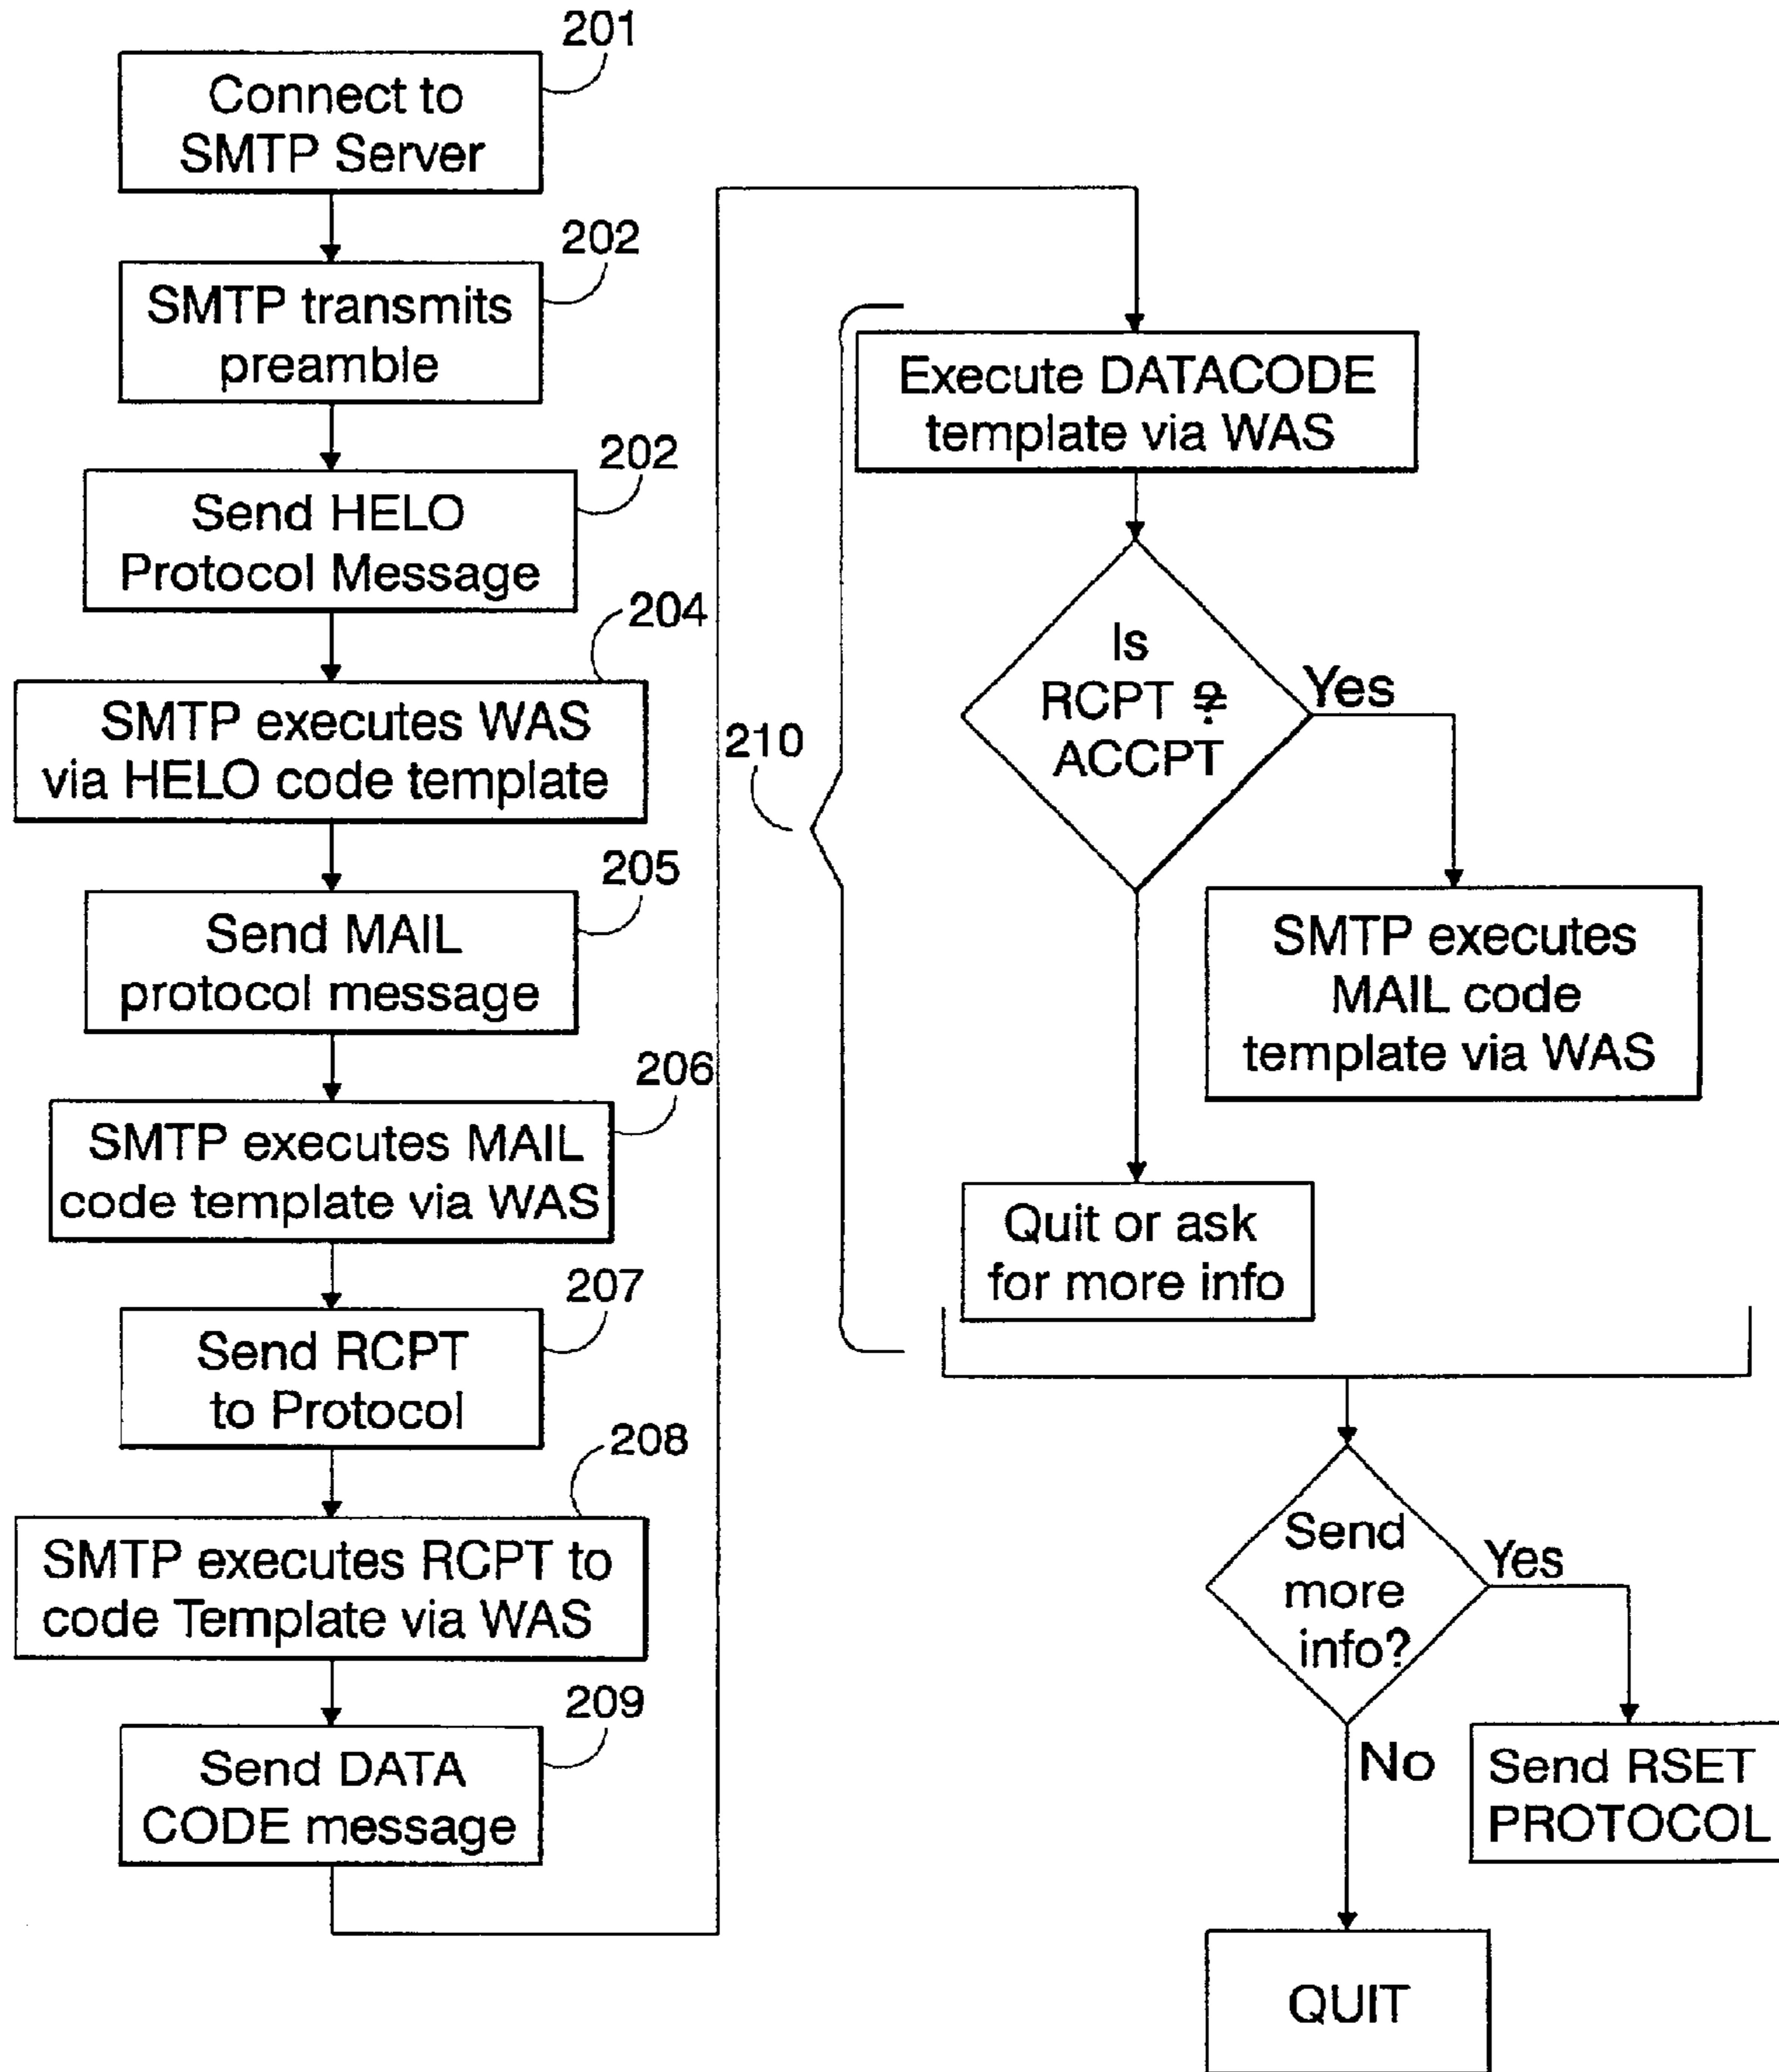 201
Connect to
SMTP Server
202
SMTP transmits
preamble
202
Send HELO
Protocol Message
204
SMTP executes WAS
via HELO code template
205
Send MAIL
protocol message
206
SMTP executes MAIL
code template via WAS
207
Send RCPT
to Protocol
208
SMTP executes RCPT to
code Template via WAS
209
Send DATA
CODE message
210
Execute DATACODE
template via WAS
Is
RCPT ?
ACCPT
Yes
SMTP executes
MAIL code
template via WAS
Quit or ask
for more info
Send
more
info?
Yes
No
Send RSET
PROTOCOL
QUIT